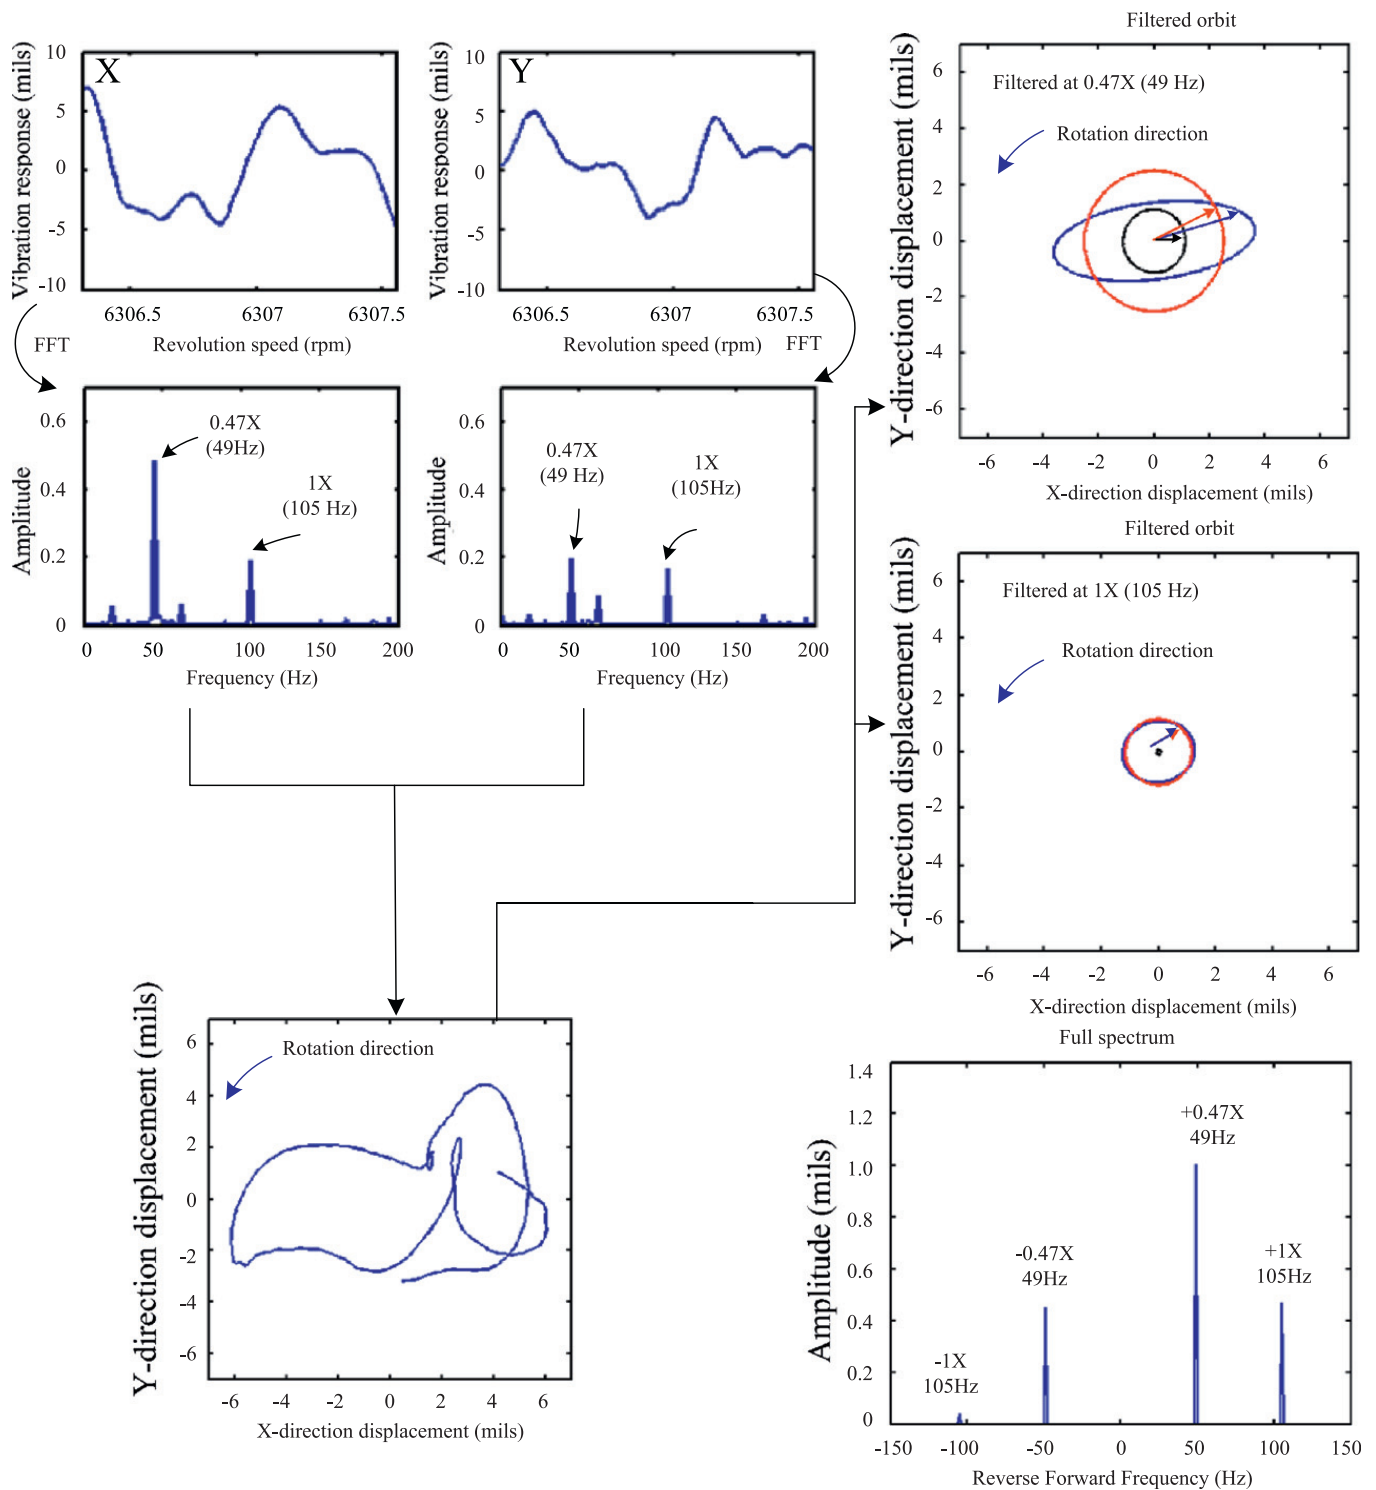 X
Vibration response (mils)
10
5
0
-5
-10
6306.5
6307
6307.5
Revolution speed (rpm)
FFT
Y
Vibration response (mils)
10
5
0
-5
-10
6306.5
6307
6307.5
Revolution speed (rpm)
FFT
Filtered orbit
Filtered at 0.47X (49 Hz)
Rotation direction
Y-direction displacement (mils)
6
4
2
0
-2
-4
-6
-6
-4
-2
0
2
4
6
X-direction displacement (mils)
Amplitude
0.6
0.4
0.2
0
0.47X
(49Hz)
1X
(105 Hz)
0
50
100
150
200
Frequency (Hz)
Amplitude
0.6
0.4
0.2
0
0.47X
(49 Hz)
1X
(105Hz)
0
50
100
150
200
Frequency (Hz)
Filtered orbit
Filtered at 1X (105 Hz)
Rotation direction
Y-direction displacement (mils)
6
4
2
0
-2
-4
-6
-6
-4
-2
0
2
4
6
X-direction displacement (mils)
Rotation direction
Y-direction displacement (mils)
6
4
2
0
-2
-4
-6
-6
-4
-2
0
2
4
6
X-direction displacement (mils)
Full spectrum
Amplitude (mils)
1.4
1.2
1.0
0.8
0.6
0.4
0.2
0
+0.47X
49Hz
-0.47X
49Hz
+1X
105Hz
-1X
105Hz
-150
-100
-50
0
50
100
150
Reverse Forward Frequency (Hz)